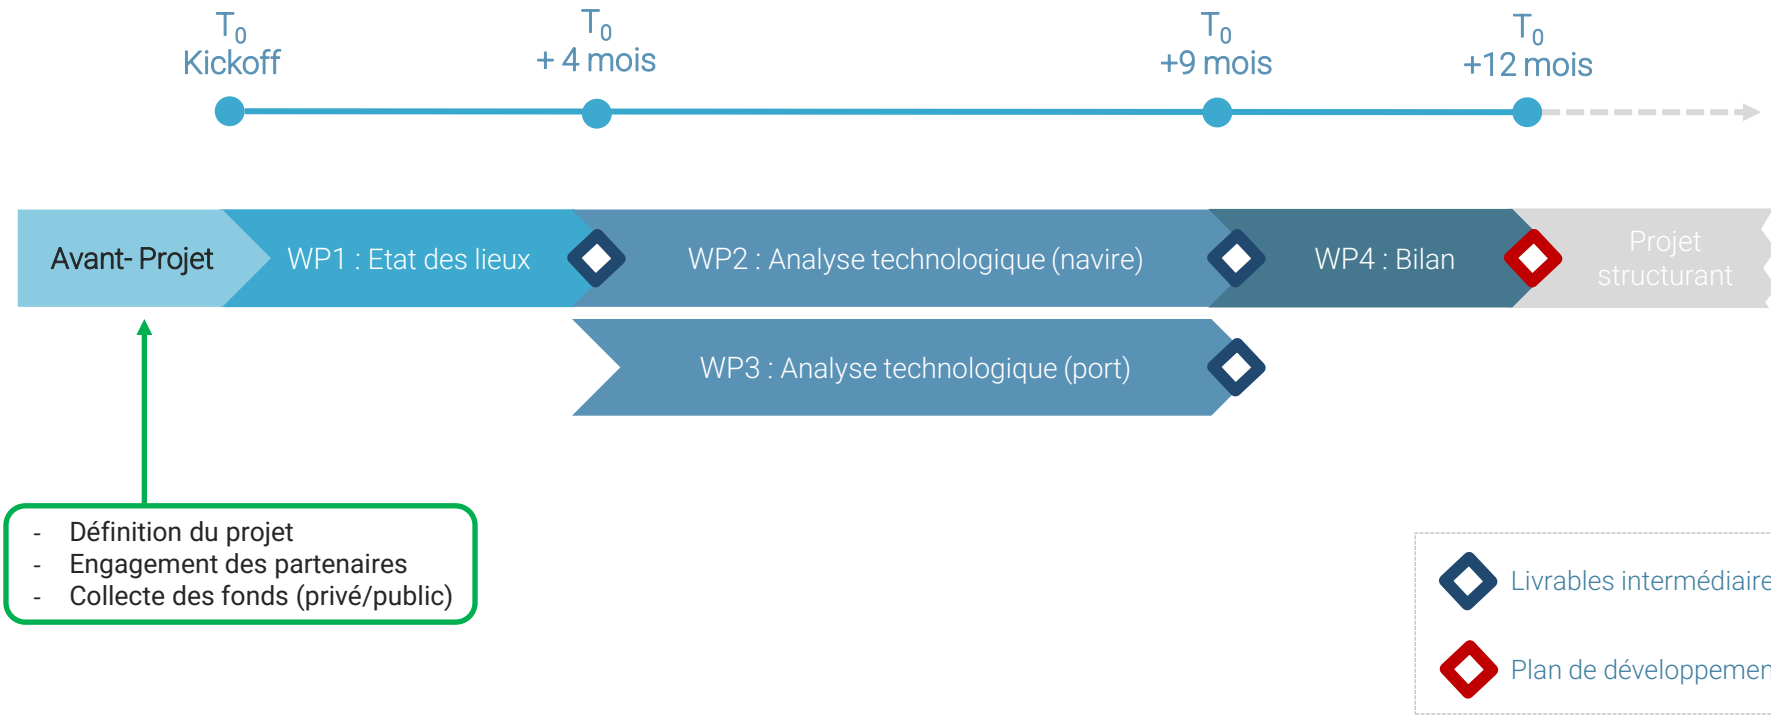 T0
Kickoff
T0
+ 4 mois
T0
+9 mois
T0
+12 mois
Avant- Projet
WP1 : Etat des lieux
WP2 : Analyse technologique (navire)
WP4 : Bilan
Projet
structurant
WP3 : Analyse technologique (port)
- Définition du projet
- Engagement des partenaires
- Collecte des fonds (privé/public)
Livrables intermédiaire
Plan de développemen